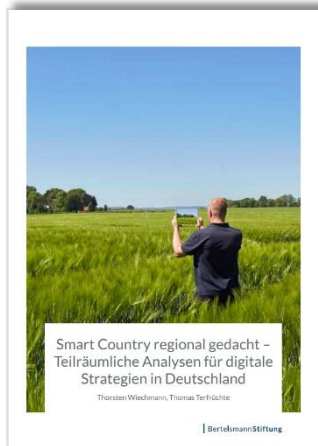 Smart Country regional gedacht –
Teilräumliche Analysen für digitale
Strategien in Deutschland
Thorsten Wiechmann, Thomas Terfrüchte
BertelsmannStiftung